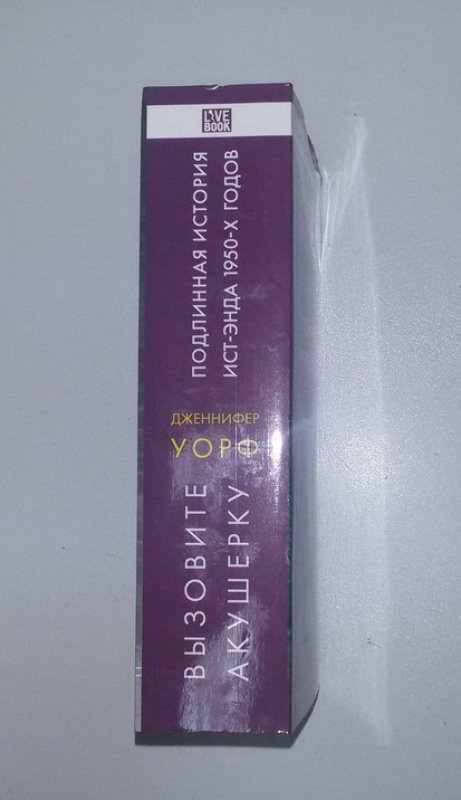 LIVE
BOOK
ПОДЛИННАЯ ИСТОРИЯ
ИСТ-ЭНДА 1950-Х ГОДОВ
ДЖЕННИФЕР
УОРФ
ВЫЗОВИТЕ
АКУШЕРКУ